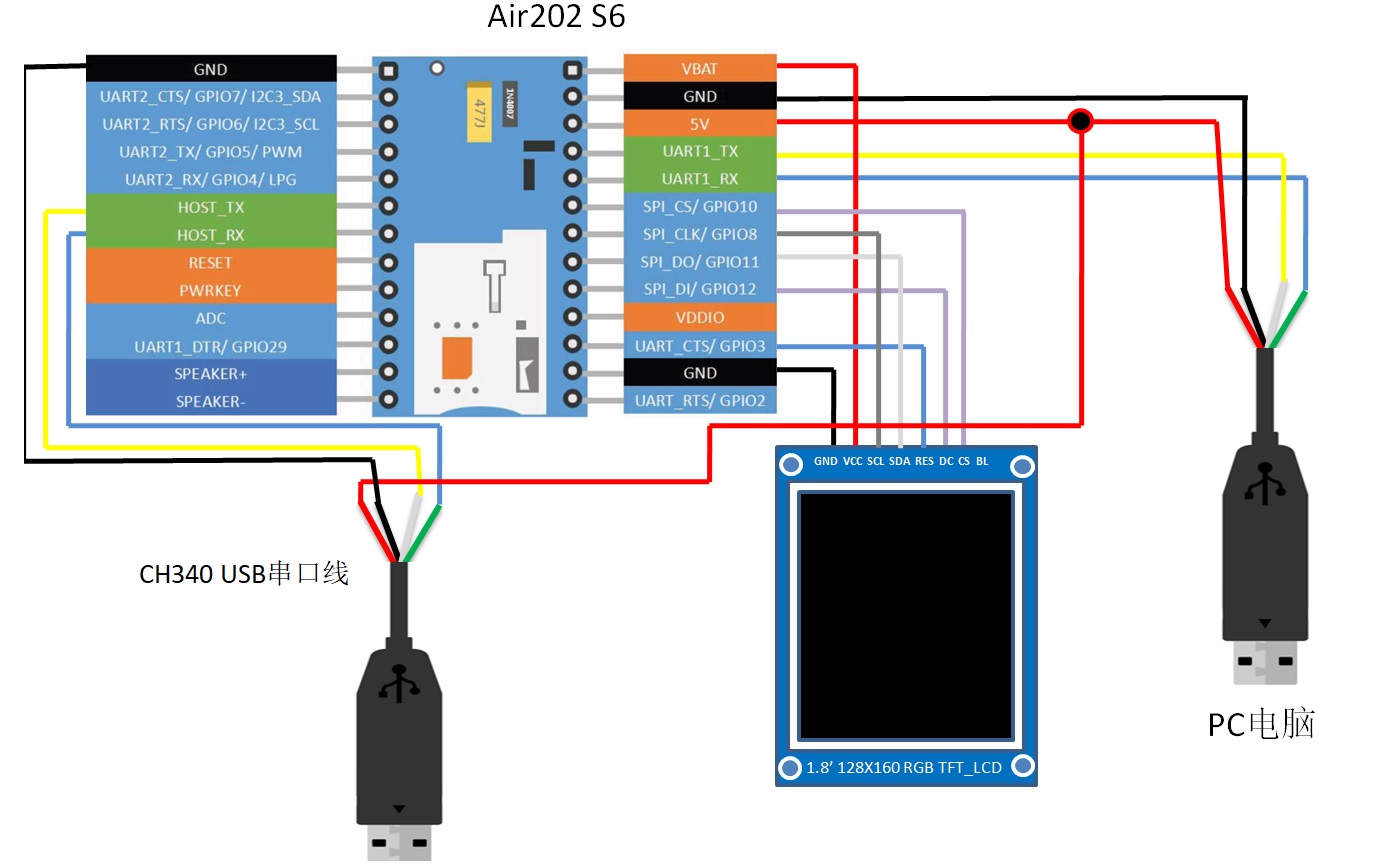 Air202 S6
GND
UART2_CTS/ GPIO7/ I2C3_SDA
UART2_RTS/ GPIO6/ I2C3_SCL
UART2_TX/ GPIO5/ PWM
UART2_RX/ GPIO4/ LPG
HOST_TX
HOST_RX
RESET
PWRKEY
ADC
UART1_DTR/ GPIO29
SPEAKER+
SPEAKER-
477J
1N4007
VBAT
GND
5V
UART1_TX
UART1_RX
SPI_CS/ GPIO10
SPI_CLK/ GPIO8
SPI_DO/ GPIO11
SPI_DI/ GPIO12
VDDIO
UART_CTS/ GPIO3
GND
UART_RTS/ GPIO2
GND VCC SCL SDA RES DC CS BL
1.8’ 128X160 RGB TFT_LCD
CH340 USB串口线
PC电脑